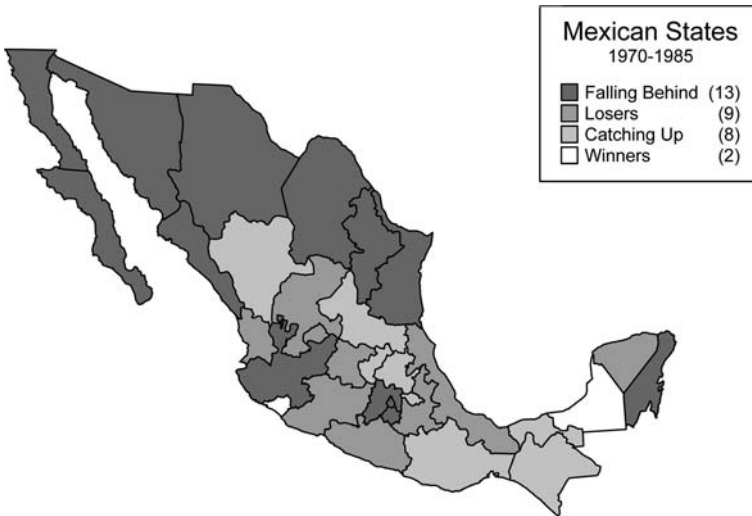 Mexican States
1970-1985
Falling Behind (13)
Losers (9)
Catching Up (8)
Winners (2)